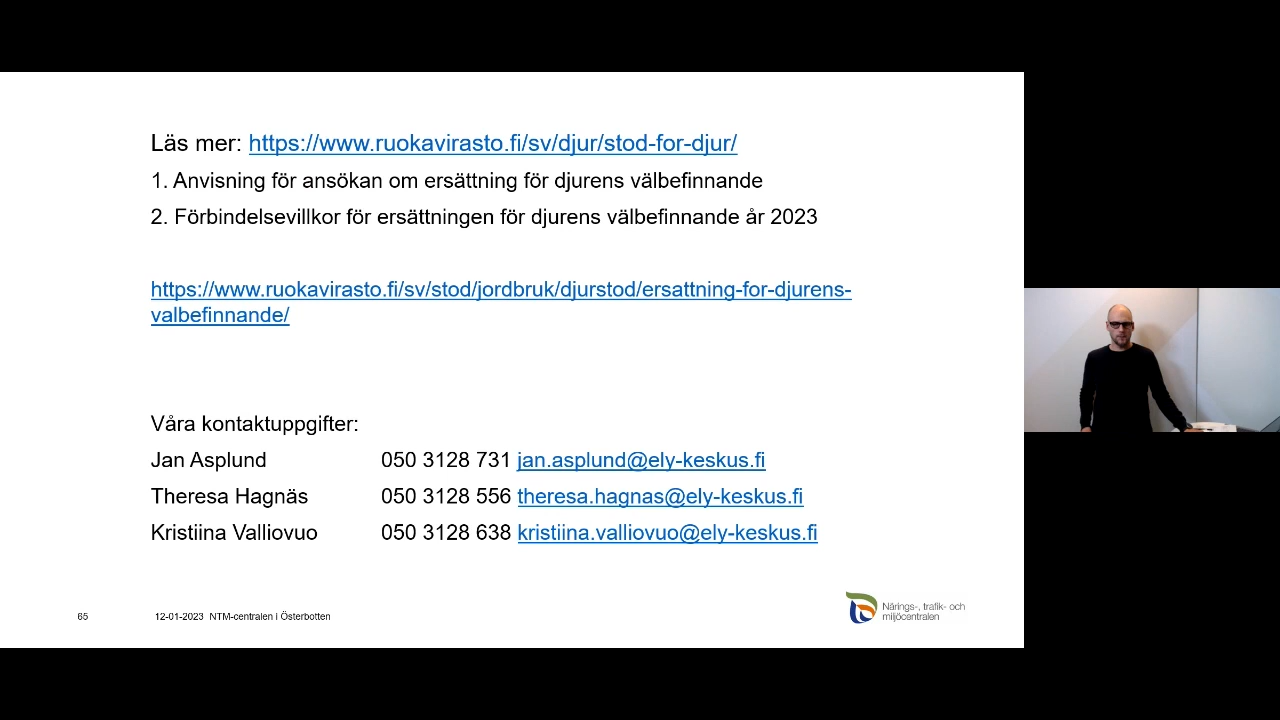 Läs mer: https://www.ruokavirasto.fi/sv/djur/stod-for-djur/
1. Anvisning för ansökan om ersättning för djurens välbefinnande
2. Förbindelsevillkor för ersättningen för djurens välbefinnande år 2023
https://www.ruokavirasto.fi/sv/stod/jordbruk/djurstod/ersattning-for-djurens-
valbefinnande/
Våra kontaktuppgifter:
Jan Asplund 050 3128 731 jan.asplund@ely-keskus.fi
Theresa Hagnäs 050 3128 556 theresa.hagnas@ely-keskus.fi
Kristiina Valliovuo 050 3128 638 kristiina.valliovuo@ely-keskus.fi
65 12-01-2023 NTM-centralen i Österbotten
Närings-, trafik- och
miljöcentralen